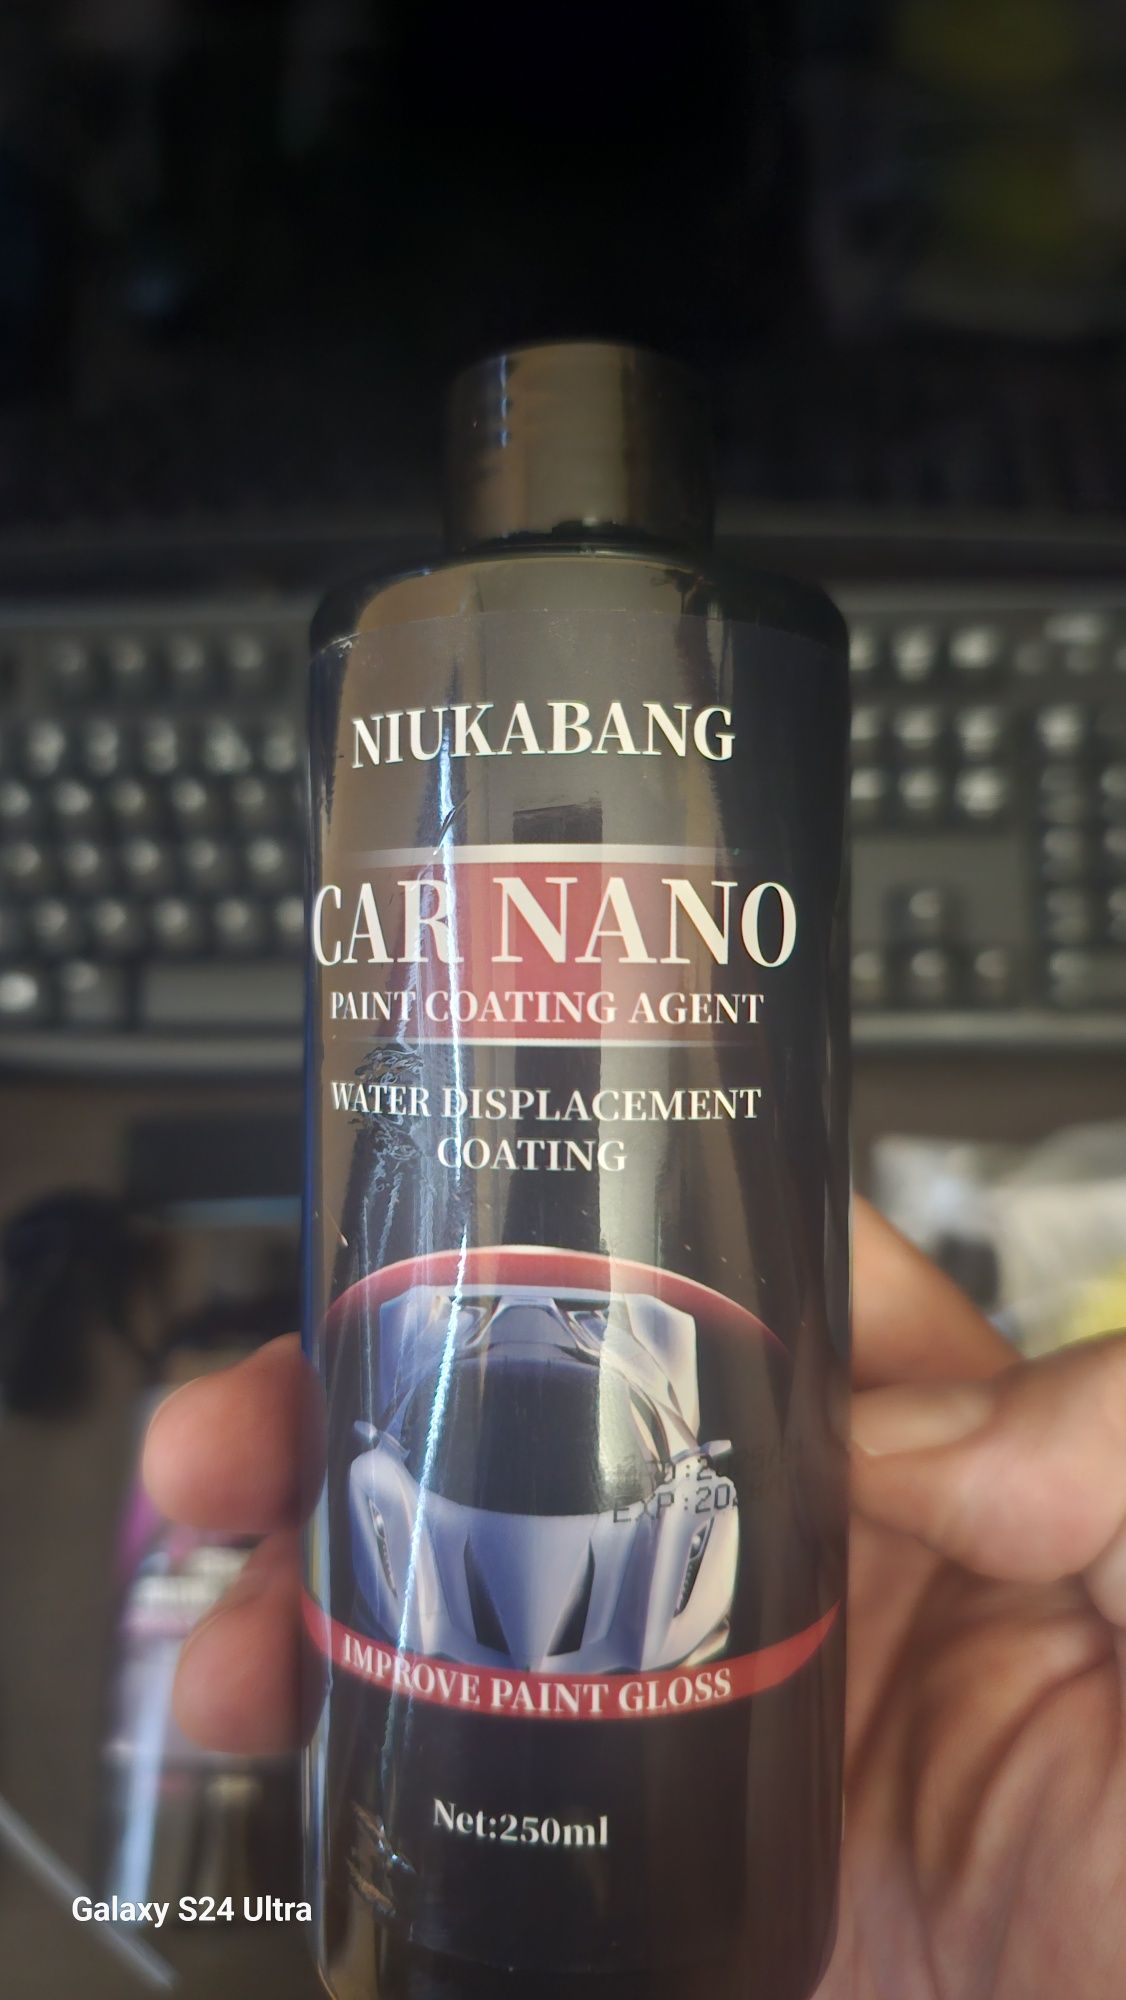 NIUKABANG
CAR NANO
PAINT COATING AGENT
WATER DISPLACEMENT
COATING
IMPROVE PAINT GLOSS
Net:250ml
Galaxy S24 Ultra